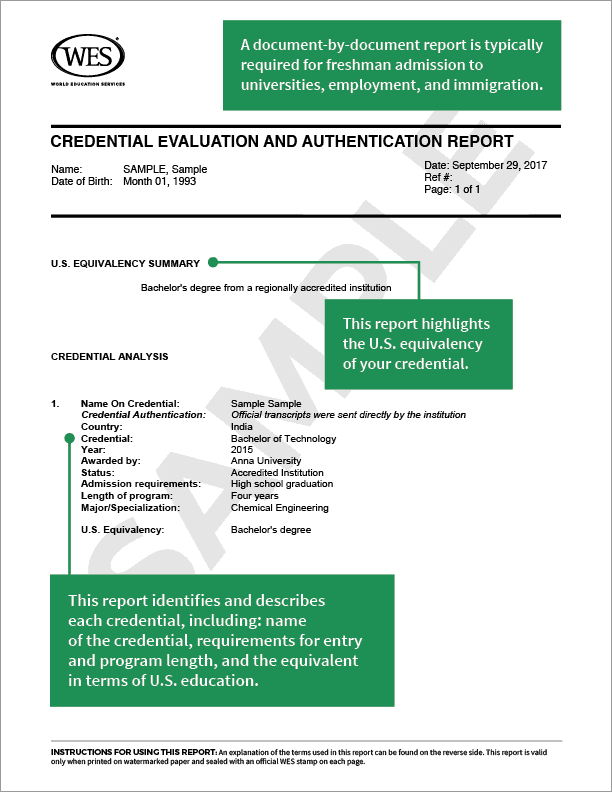 WES
WORLD EDUCATION SERVICES
A document-by-document report is typically
required for freshman admission to
universities, employment, and immigration.
CREDENTIAL EVALUATION AND AUTHENTICATION REPORT
Name: SAMPLE, Sample
Date of Birth: Month 01, 1993
Date: September 29, 2017
Ref #:
Page: 1 of 1
SAMPLE
U.S. EQUIVALENCY SUMMARY
Bachelor's degree from a regionally accredited institution
This report highlights
the U.S. equivalency
of your credential.
CREDENTIAL ANALYSIS
1. Name On Credential: Sample Sample
Credential Authentication: Official transcripts were sent directly by the institution
Country: India
Credential: Bachelor of Technology
Year: 2015
Awarded by: Anna University
Status: Accredited Institution
Admission requirements: High school graduation
Length of program: Four years
Major/Specialization: Chemical Engineering
U.S. Equivalency: Bachelor's degree
This report identifies and describes
each credential, including: name
of the credential, requirements for entry
and program length, and the equivalent
in terms of U.S. education.
INSTRUCTIONS FOR USING THIS REPORT: An explanation of the terms used in this report can be found on the reverse side. This report is valid
only when printed on watermarked paper and sealed with an official WES stamp on each page.